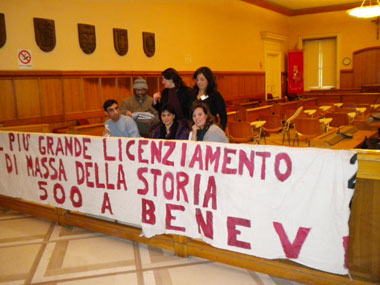 PIU' GRANDE LICENZIAMENTO
DI MASSA DELLA STORIA
500 A BENEV